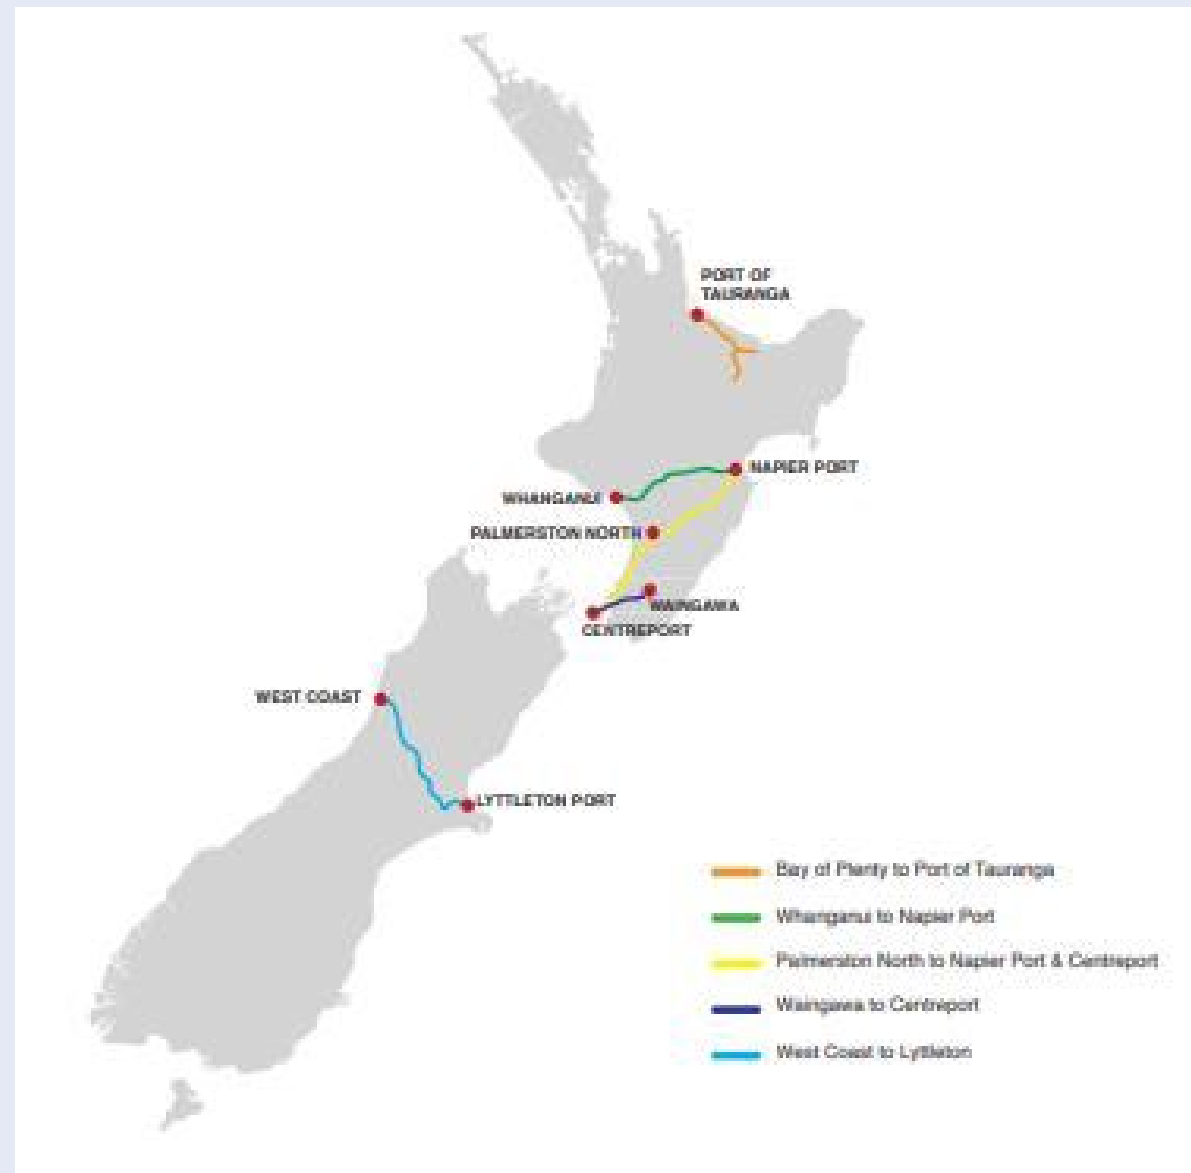 PORT OF
TAURANGA
NAPIER PORT
WHANGANUI
PALMERSTON NORTH
WAINGAWA
CENTREPORT
WEST COAST
LYTTLETON PORT
Bay of Plenty to Port of Tauranga
Whanganui to Napier Port
Palmerston North to Napier Port & Centreport
Waingawa to Centreport
West Coast to Lyttleton